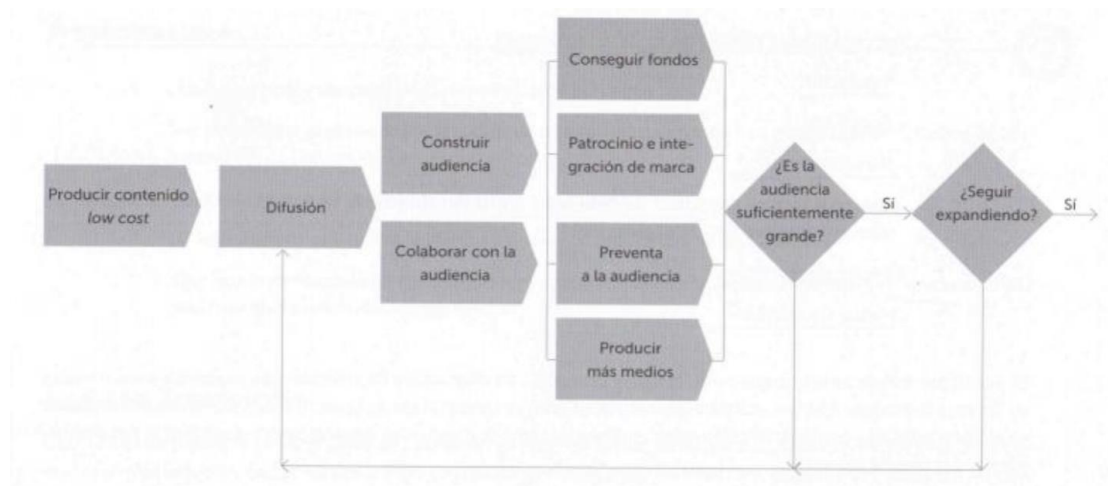 Producir contenido
low cost
Difusión
Construir
audiencia
Colaborar con la
audiencia
Conseguir fondos
Patrocinio e inte-
gración de marca
Preventa
a la audiencia
Producir
más medios
¿Es la
audiencia
suficientemente
grande?
Sí
¿Seguir
expandiendo?
Sí